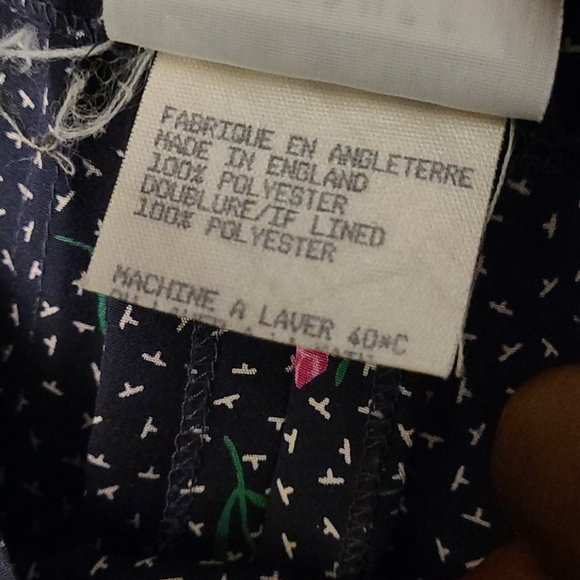 FABRIQUE EN ANGLETERRE
MADE IN ENGLAND
100% POLYESTER
DOUBLURE/IF LINED
100% POLYESTER
MACHINE A LAVER 40*C